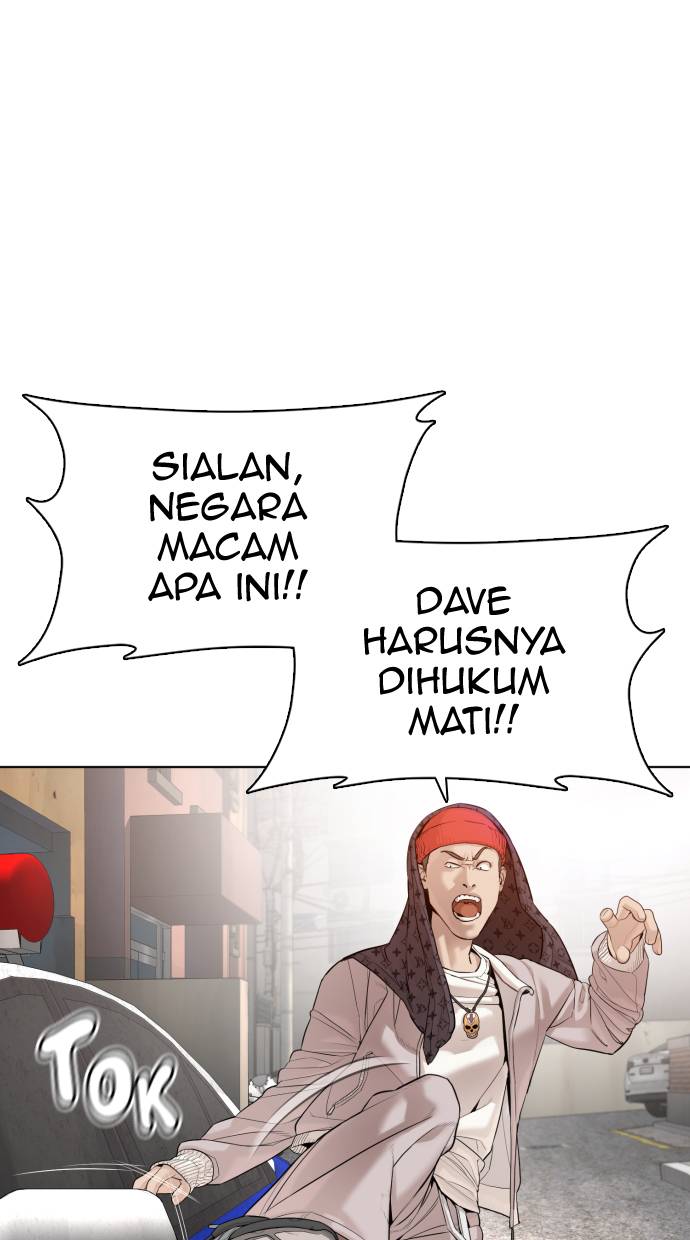 SIALAN,
NEGARA
MACAM
APA INI!!
DAVE
HARUSNYA
DIHUKUM
MATI!!
TOK